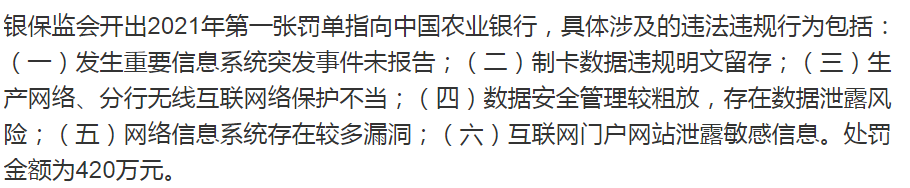 银保监会开出2021年第一张罚单指向中国农业银行，具体涉及的违法违规行为包括：
（一）发生重要信息系统突发事件未报告；（二）制卡数据违规明文留存；（三）生
产网络、分行无线互联网络保护不当；（四）数据安全管理较粗放，存在数据泄露风
险；（五）网络信息系统存在较多漏洞；（六）互联网门户网站泄露敏感信息。处罚
金额为420万元。